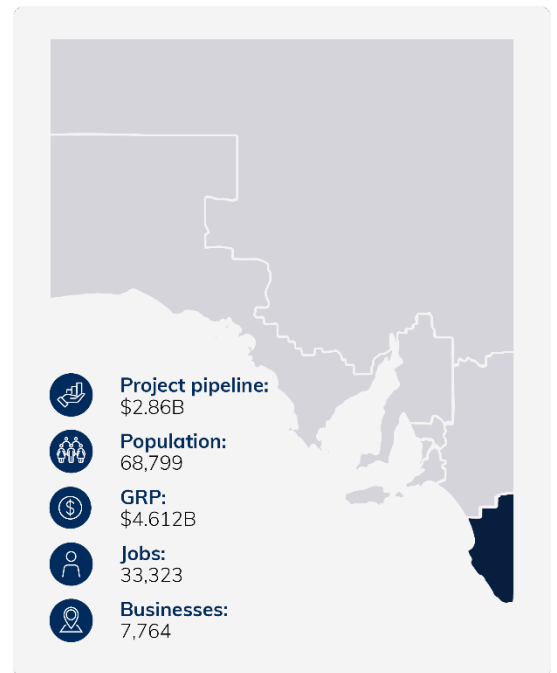 Project pipeline:
$2.86B
Population:
68,799
GRP:
$4.612B
Jobs:
33,323
Businesses:
7,764